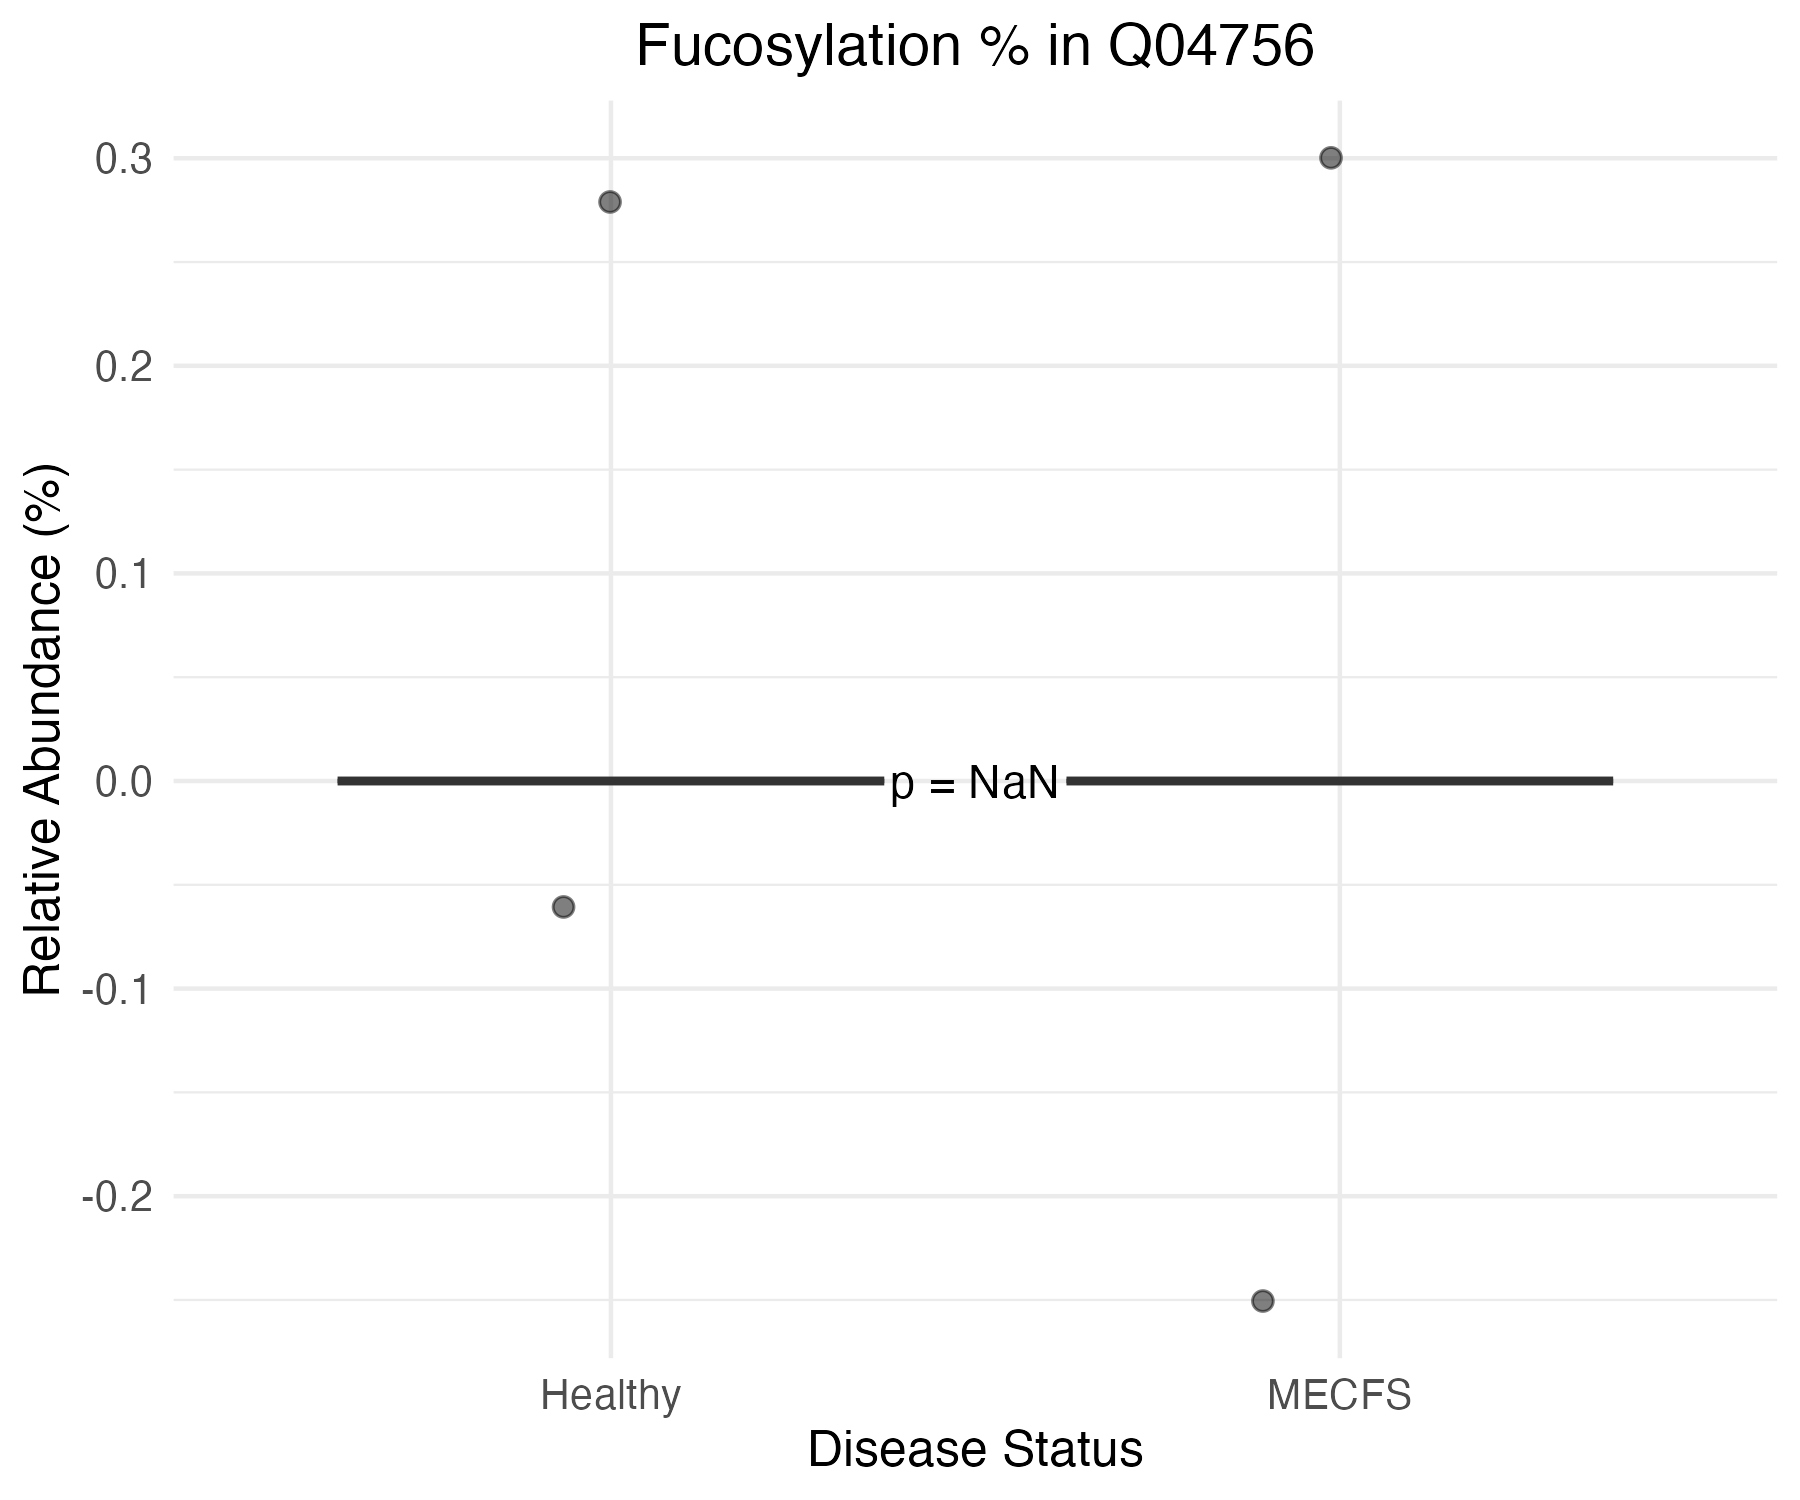 Fucosylation % in Q04756
Relative Abundance (%)
0.3
0.2
0.1
0.0
-0.1
-0.2
p = NaN
Healthy
MECFS
Disease Status